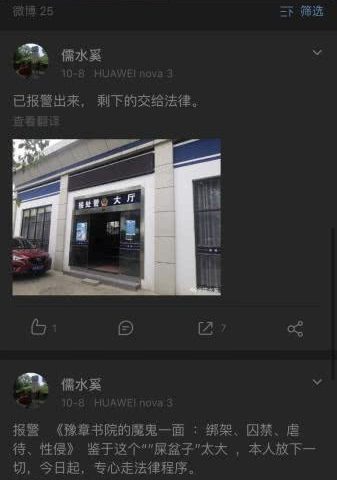 微博 25
筛选
儒水奚
10-8 HUAWEI nova 3
已报警出来，剩下的交给法律。
查看翻译
接处警 大厅
1
7
儒水奚
10-8 HUAWEI nova 3
报警 《豫章书院的魔鬼一面 ：绑架、囚禁、虐
待、性侵》 鉴于这个““屎盆子”太大 ，本人放下一
切，今日起，专心走法律程序。